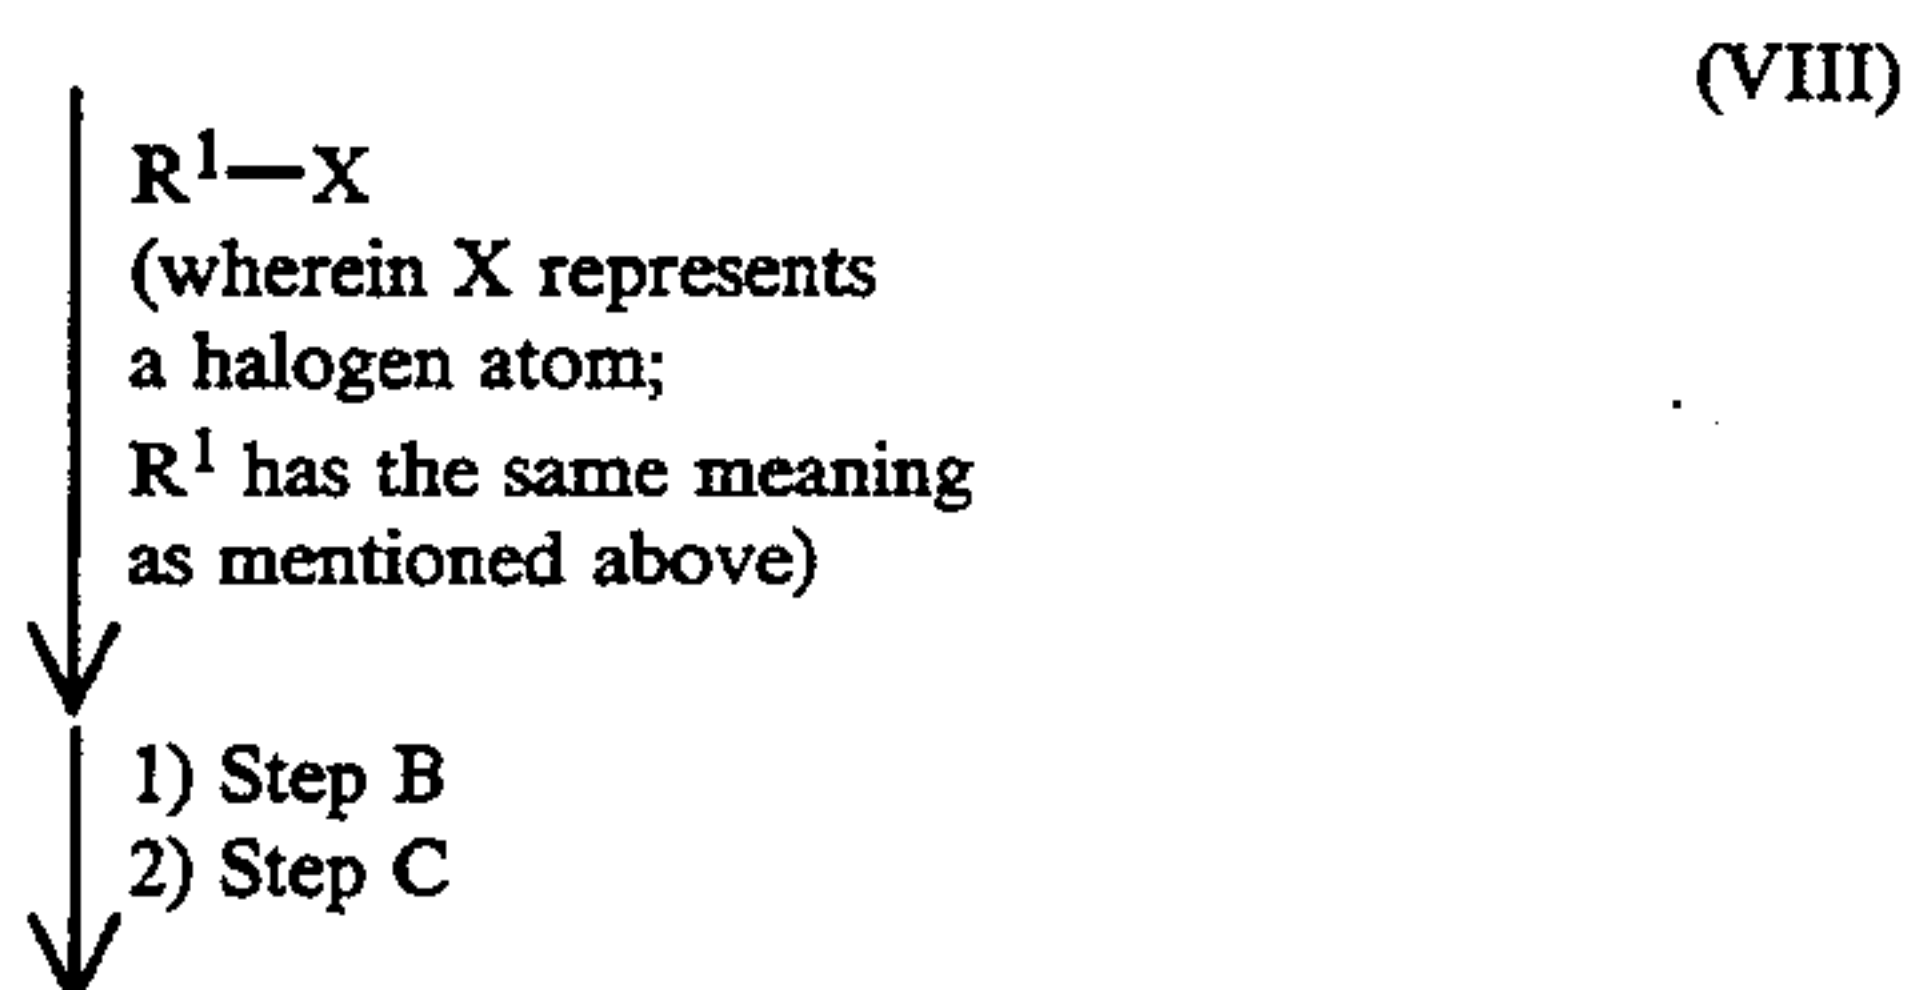 (VIII)
R¹—X
(wherein X represents
a halogen atom;
R¹ has the same meaning
as mentioned above)
1) Step B
2) Step C